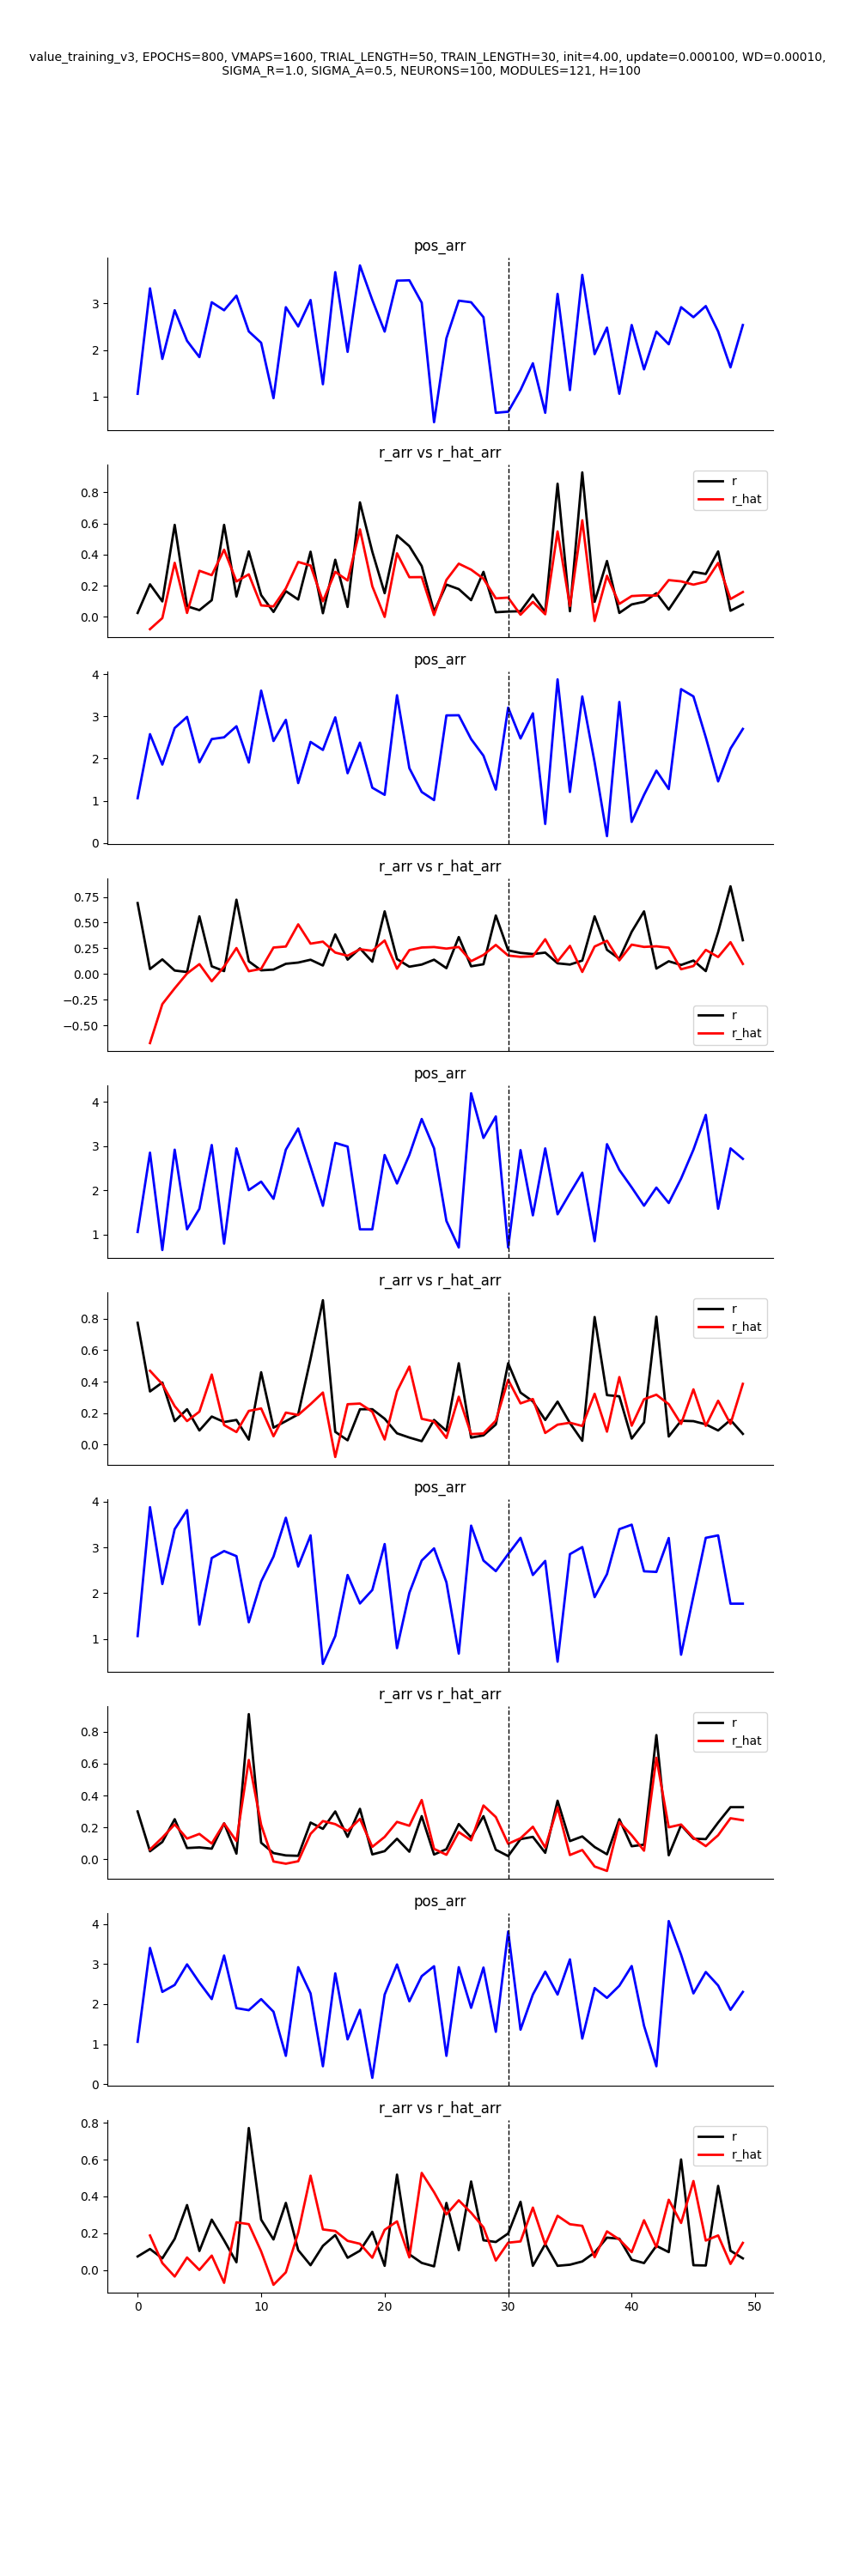 value_training_v3, EPOCHS=800, VMAPS=1600, TRIAL_LENGTH=50, TRAIN_LENGTH=30, init=4.00, update=0.000100, WD=0.00010,
SIGMA_R=1.0, SIGMA_A=0.5, NEURONS=100, MODULES=121, H=100
pos_arr
3
2
1
r_arr vs r_hat_arr
0.8
0.6
0.4
0.2
0.0
r
r_hat
pos_arr
4
3
2
1
0
r_arr vs r_hat_arr
0.75
0.50
0.25
0.00
−0.25
−0.50
r
r_hat
pos_arr
4
3
2
1
r_arr vs r_hat_arr
0.8
0.6
0.4
0.2
0.0
r
r_hat
pos_arr
4
3
2
1
r_arr vs r_hat_arr
0.8
0.6
0.4
0.2
0.0
r
r_hat
pos_arr
4
3
2
1
0
r_arr vs r_hat_arr
0.8
0.6
0.4
0.2
0.0
r
r_hat
0 10 20 30 40 50